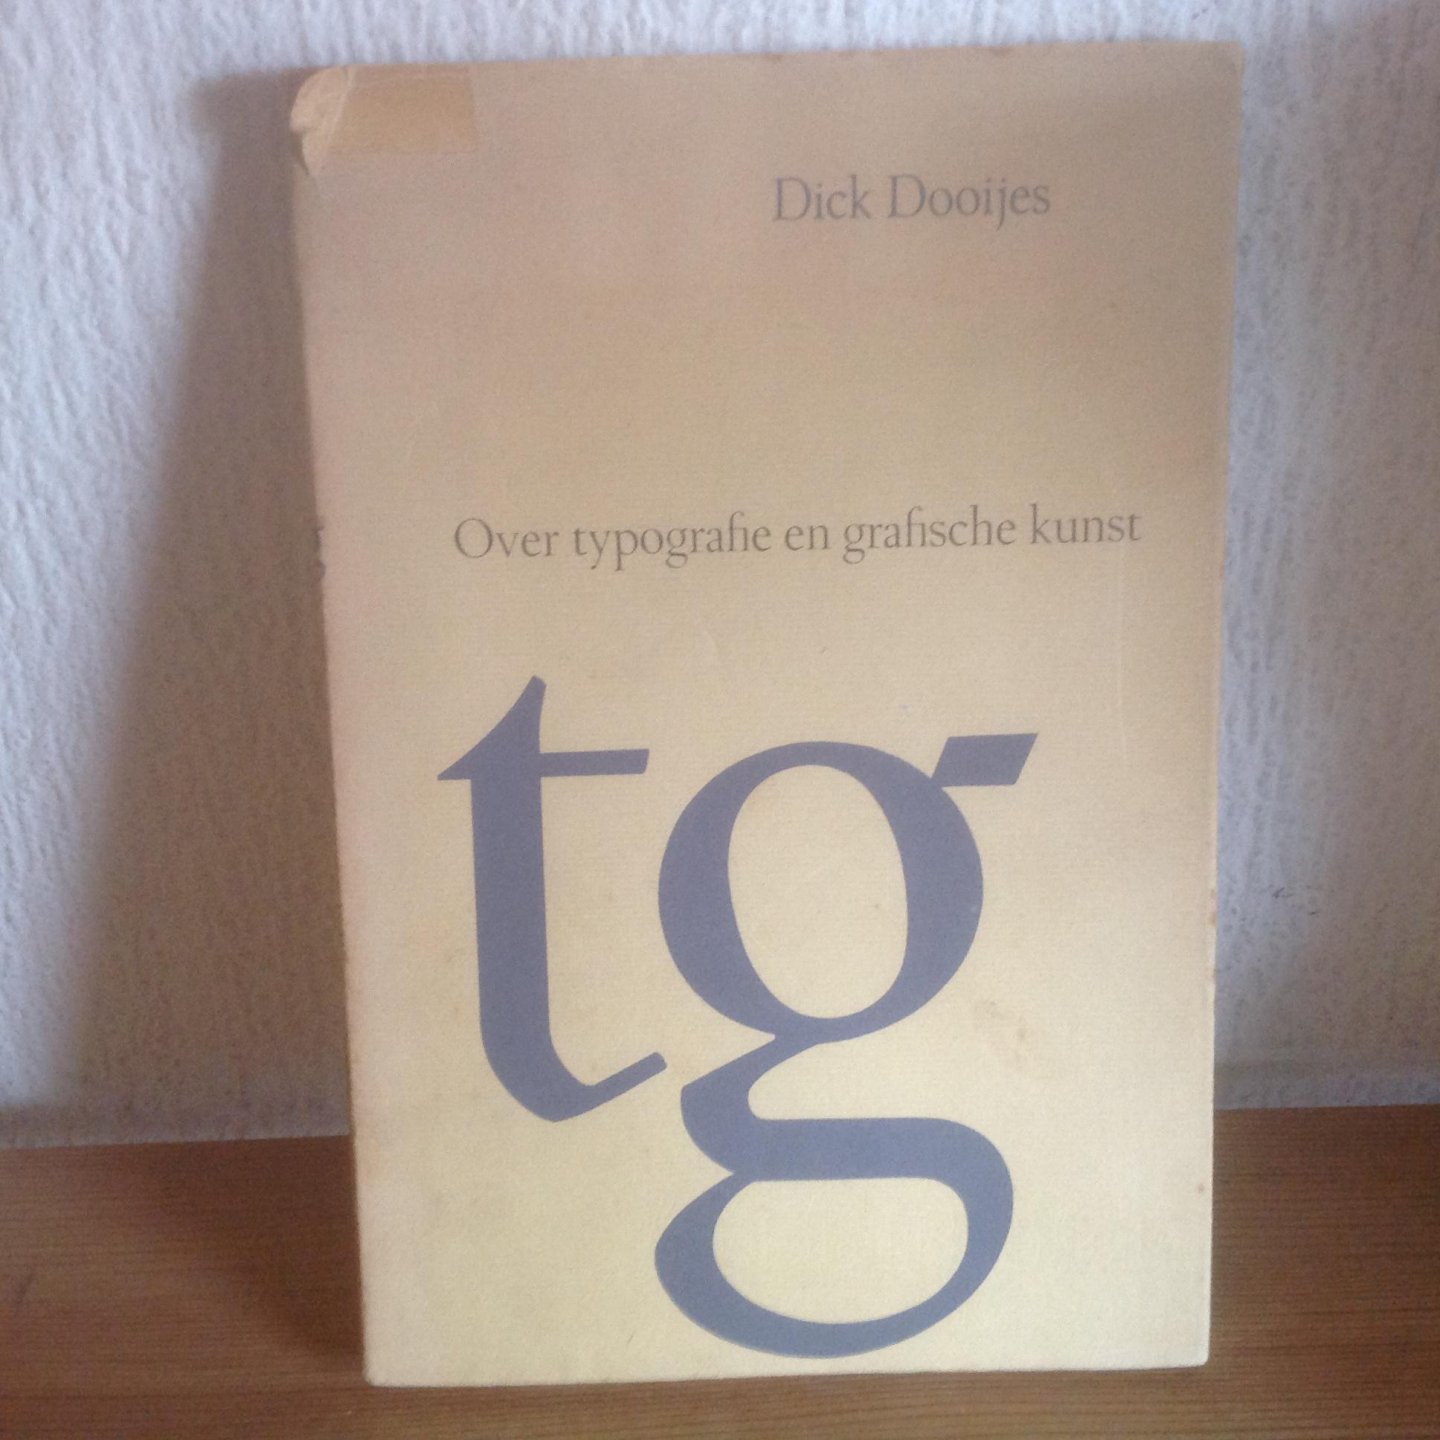 Dick Dooijes
Over typografie en grafische kunst
tg